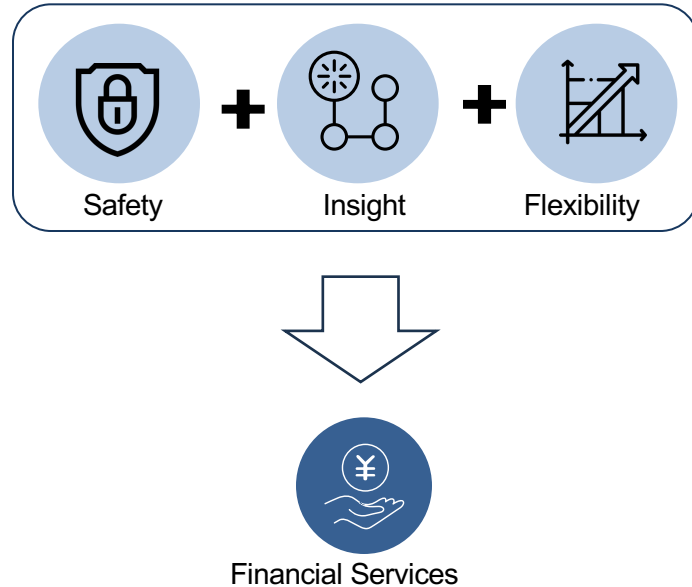 Safety
Insight
Flexibility
¥
Financial Services